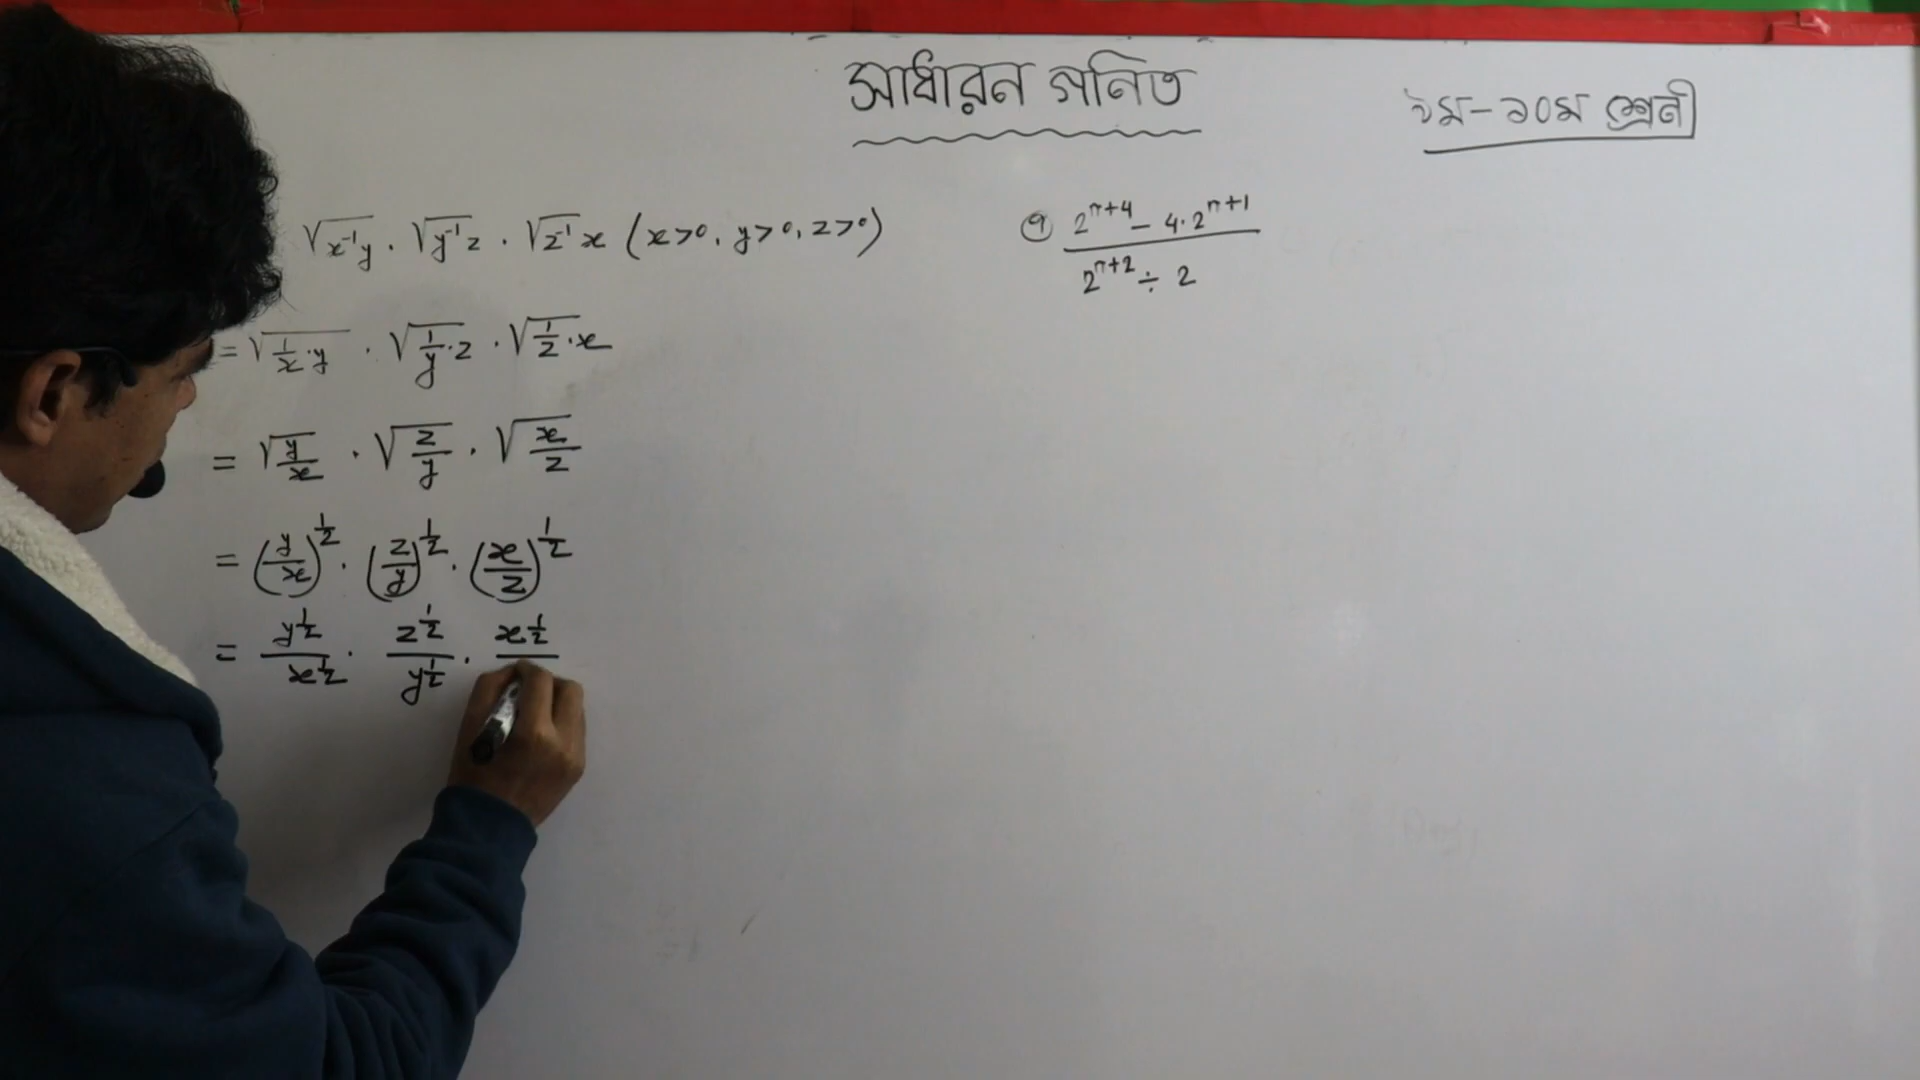 সাধারন গনিত
৯ম-১০ম শ্রেনী
√x⁻¹y · √y⁻¹z · √z⁻¹x (x>0, y>0, z>0)
= √1/x·y · √1/y·z · √1/z·x
= √y/x · √z/y · √x/z
= (y/x)^1/2 · (z/y)^1/2 · (x/z)^1/2
= y^1/2 / x^1/2 · z^1/2 / y^1/2 · x^1/2
৭ 2^n+4 - 4·2^n+1
2^n+2 ÷ 2